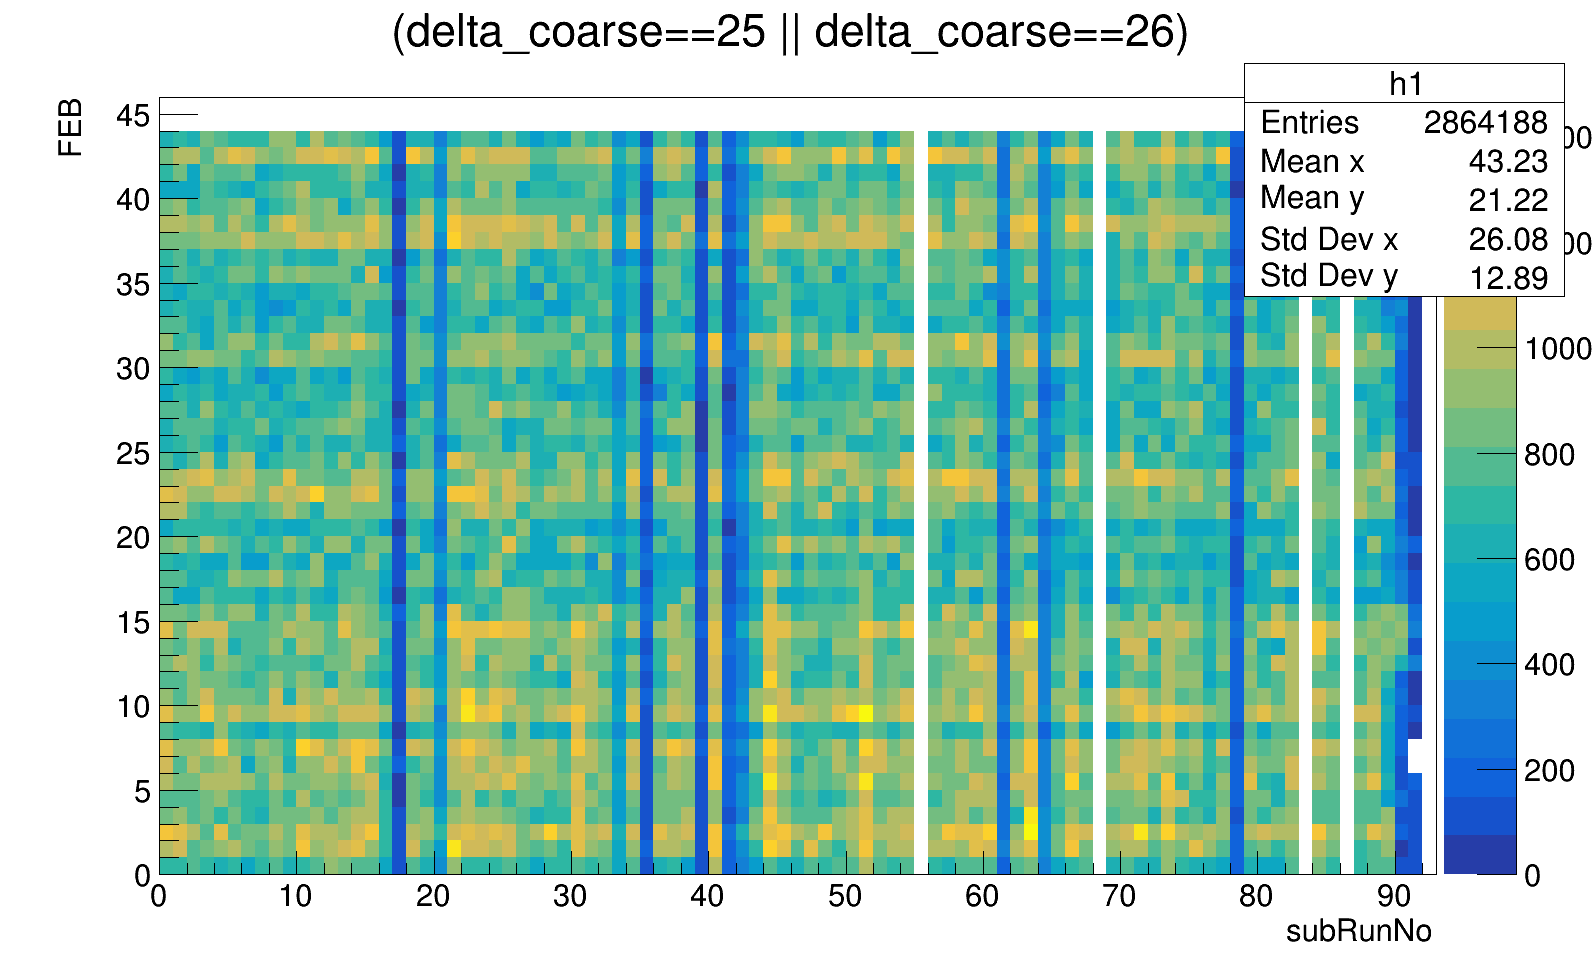 (delta_coarse==25 || delta_coarse==26)
h1
Entries 2864188
Mean x 43.23
Mean y 21.22
Std Dev x 26.08
Std Dev y 12.89
FEB
45
40
35
30
25
20
15
10
5
0
0 10 20 30 40 50 60 70 80 90
subRunNo
1000
800
600
400
200
0